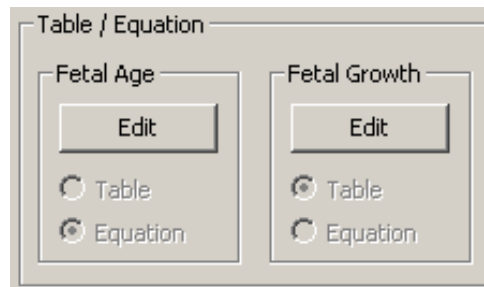 Table / Equation
Fetal Age
Edit
Table
Equation
Fetal Growth
Edit
Table
Equation